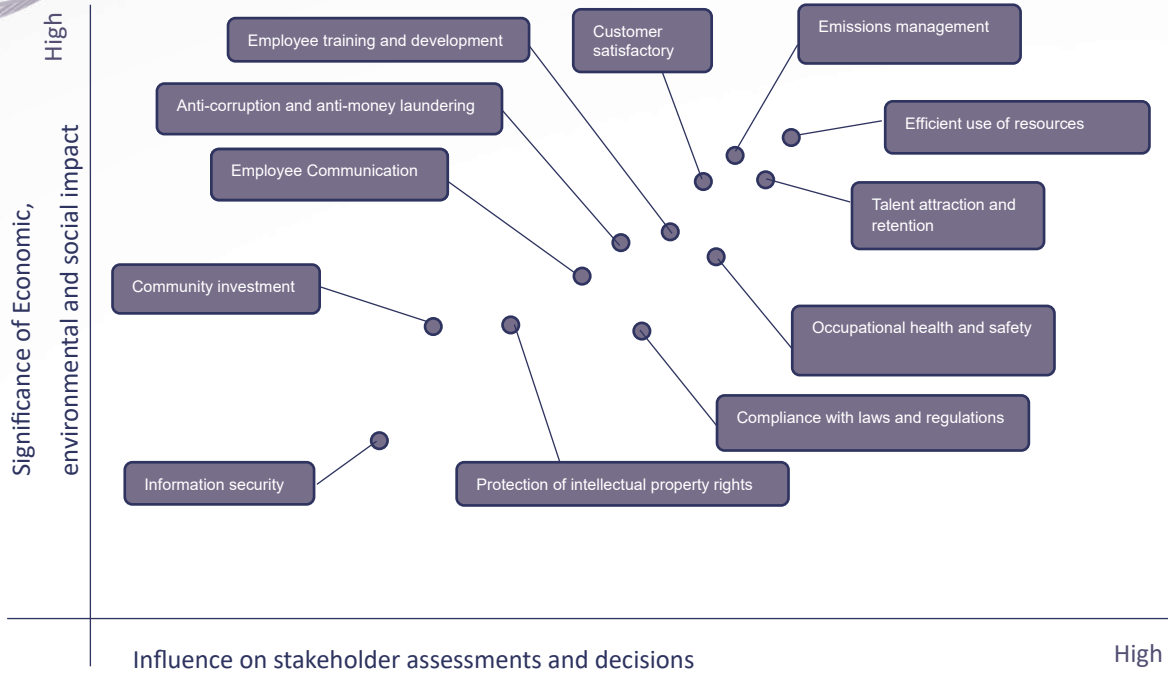 High
Significance of Economic,
environmental and social impact
Employee training and development
Customer
satisfactory
Emissions management
Anti-corruption and anti-money laundering
Efficient use of resources
Employee Communication
Talent attraction and
retention
Community investment
Occupational health and safety
Compliance with laws and regulations
Information security
Protection of intellectual property rights
Influence on stakeholder assessments and decisions
High